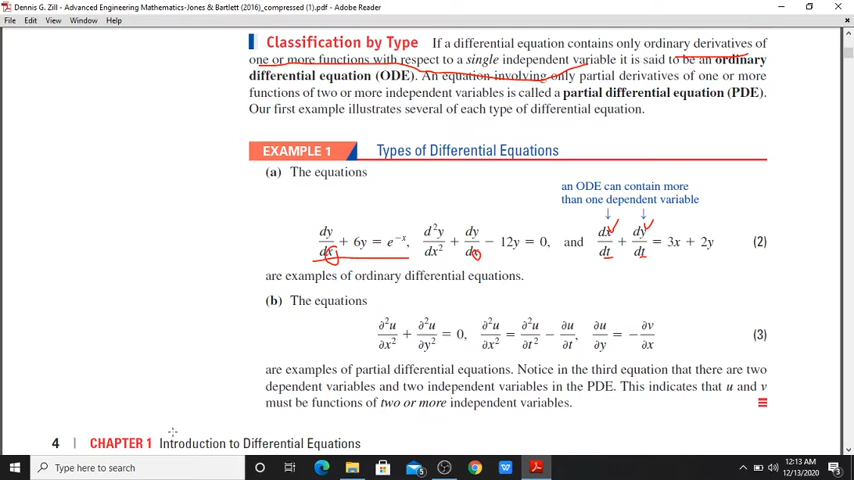 Dennis G. Zill - Advanced Engineering Mathematics-Jones & Bartlett (2016)_compressed (1).pdf - Adobe Reader
File Edit View Window Help
Classification by Type If a differential equation contains only ordinary derivatives of
one or more functions with respect to a single independent variable it is said to be an ordinary
differential equation (ODE). An equation involving only partial derivatives of one or more
functions of two or more independent variables is called a partial differential equation (PDE).
Our first example illustrates several of each type of differential equation.
EXAMPLE 1 Types of Differential Equations
(a) The equations
an ODE can contain more
than one dependent variable
dy/dx + 6y = e^−x, d²y/dx² + dy/dx − 12y = 0, and dx/dt + dy/dt = 3x + 2y (2)
are examples of ordinary differential equations.
(b) The equations
∂²u/∂x² + ∂²u/∂y² = 0, ∂²u/∂x² = ∂²u/∂t² − ∂u/∂t, ∂u/∂y = −∂v/∂x (3)
are examples of partial differential equations. Notice in the third equation that there are two
dependent variables and two independent variables in the PDE. This indicates that u and v
must be functions of two or more independent variables.
4 | CHAPTER 1 Introduction to Differential Equations
Type here to search
5
12:13 AM
12/13/2020
3